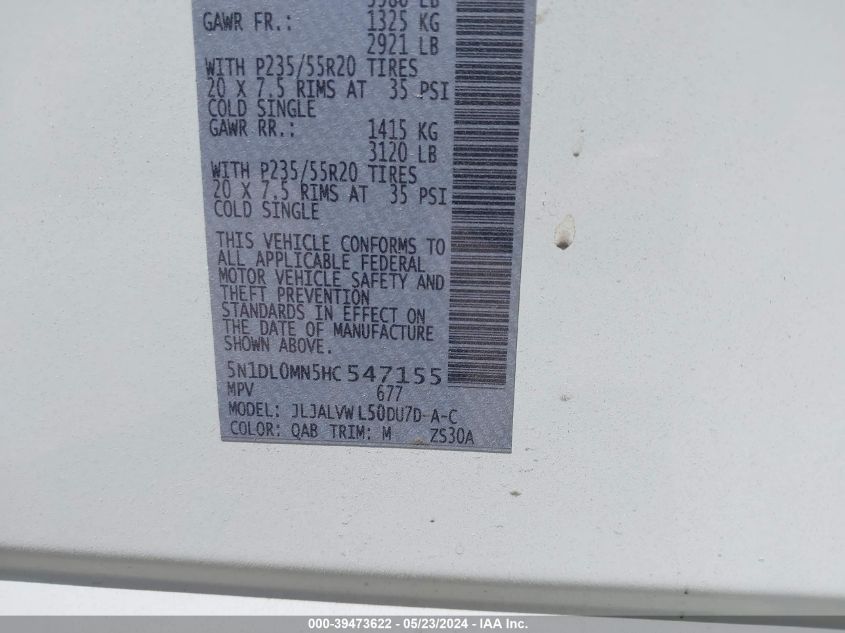 GAWR FR.: 1325 KG
2921 LB
WITH P235/55R20 TIRES
20 X 7.5 RIMS AT 35 PSI
COLD SINGLE
GAWR RR.: 1415 KG
3120 LB
WITH P235/55R20 TIRES
20 X 7.5 RIMS AT 35 PSI
COLD SINGLE
THIS VEHICLE CONFORMS TO
ALL APPLICABLE FEDERAL
MOTOR VEHICLE SAFETY AND
THEFT PREVENTION
STANDARDS IN EFFECT ON
THE DATE OF MANUFACTURE
SHOWN ABOVE.
5N1DL0MN5HC 547155
MPV 677
MODEL: JLJALVWL50DU7D-A-C
COLOR: QAB TRIM: M ZS30A
000-39473622 - 05/23/2024 - IAA Inc.